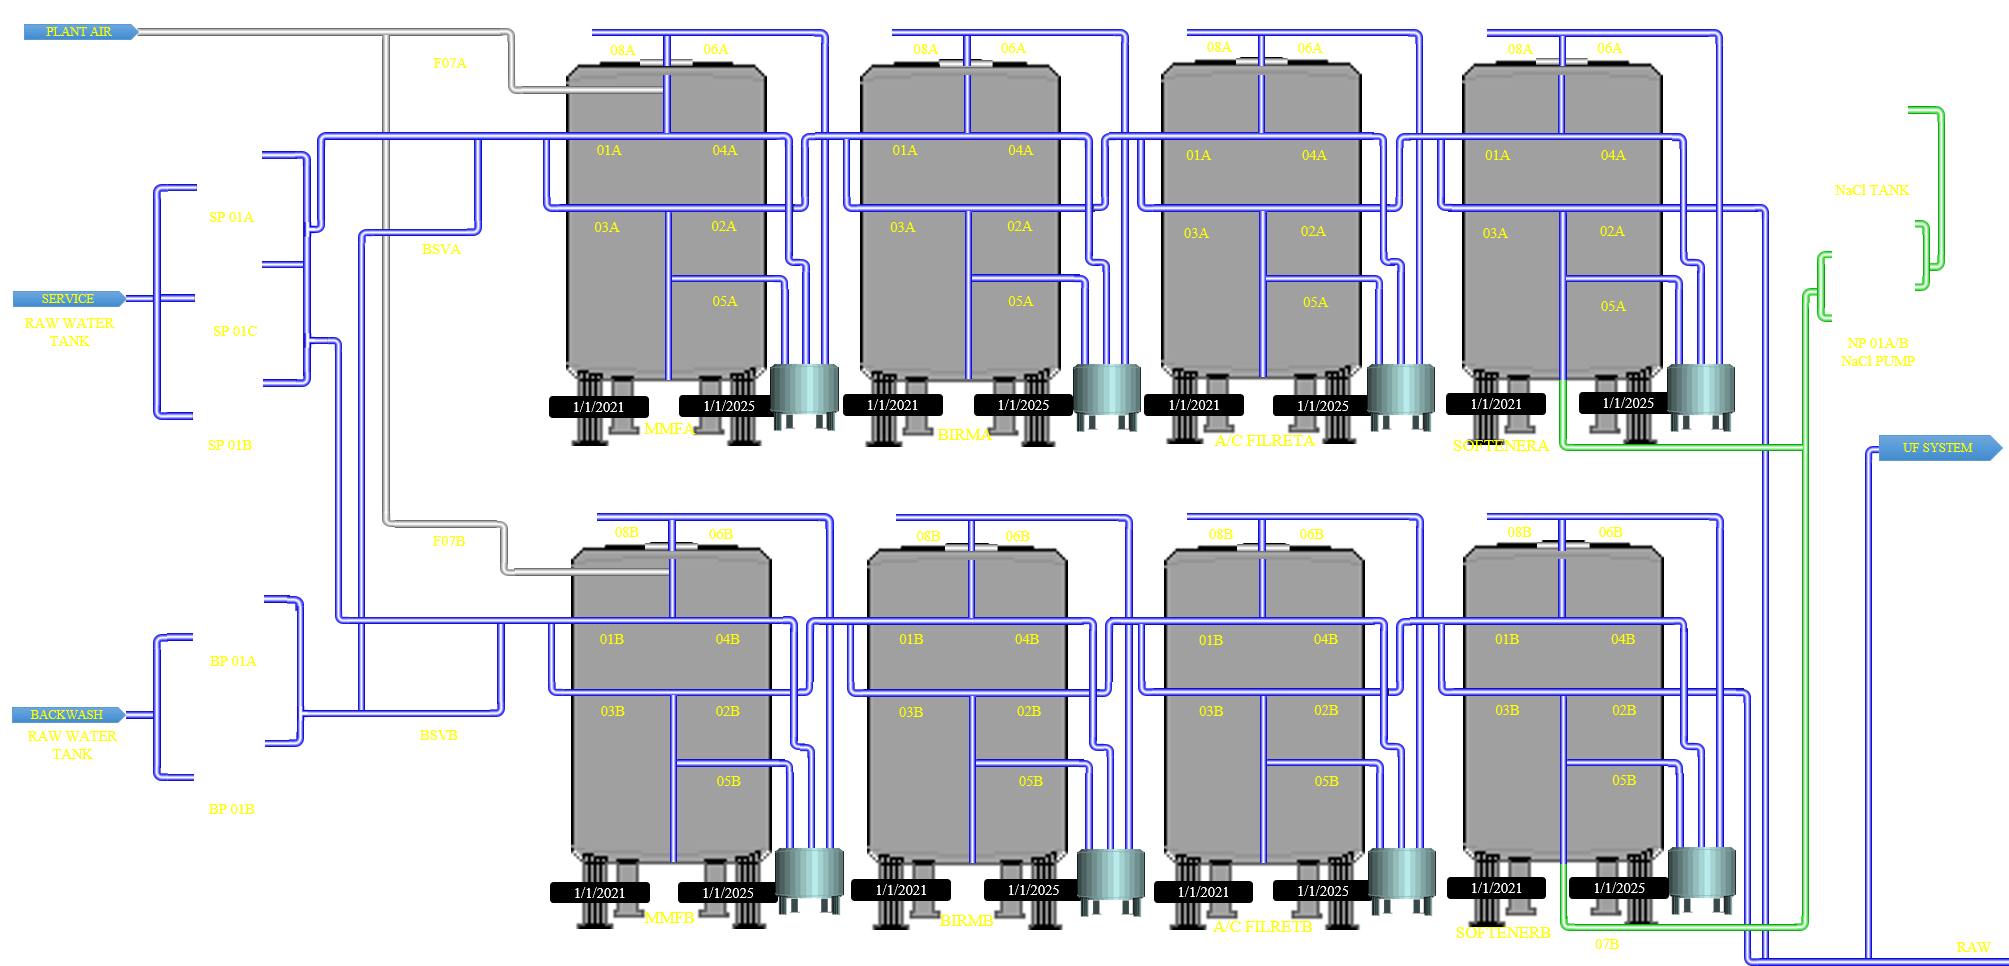 PLANT AIR
F07A
08A
06A
08A
06A
08A
06A
08A
06A
01A
04A
01A
04A
01A
04A
01A
04A
NaCl TANK
SP 01A
BSVA
03A
02A
03A
02A
03A
02A
03A
02A
SERVICE
RAW WATER
TANK
SP 01C
05A
05A
05A
05A
NP 01A/B
NaCl PUMP
1/1/2021
1/1/2025
1/1/2021
1/1/2025
1/1/2021
1/1/2025
1/1/2021
1/1/2025
SP 01B
MMFA
BIRMA
A/C FILRETA
SOFTENERA
UF SYSTEM
F07B
08B
06B
08B
06B
08B
06B
08B
06B
01B
04B
01B
04B
01B
04B
01B
04B
BP 01A
BACKWASH
RAW WATER
TANK
BSVB
03B
02B
03B
02B
03B
02B
03B
02B
05B
05B
05B
05B
BP 01B
1/1/2021
1/1/2025
1/1/2021
1/1/2025
1/1/2021
1/1/2025
1/1/2021
1/1/2025
MMFB
BIRMB
A/C FILRETB
SOFTENERB
07B
RAW